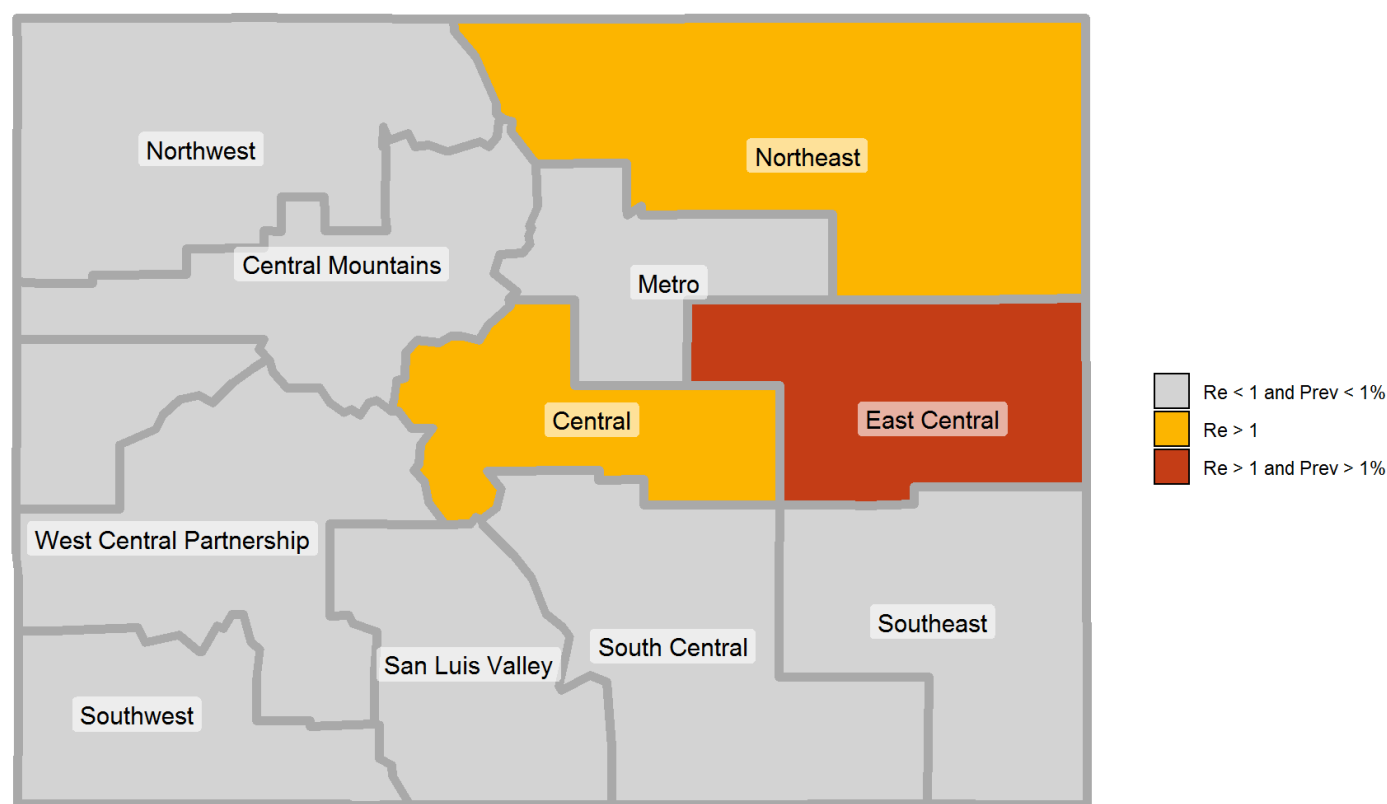 Northwest
Northeast
Central Mountains
Metro
Re < 1 and Prev < 1%
Re > 1
Re > 1 and Prev > 1%
Central
East Central
West Central Partnership
Southeast
South Central
San Luis Valley
Southwest